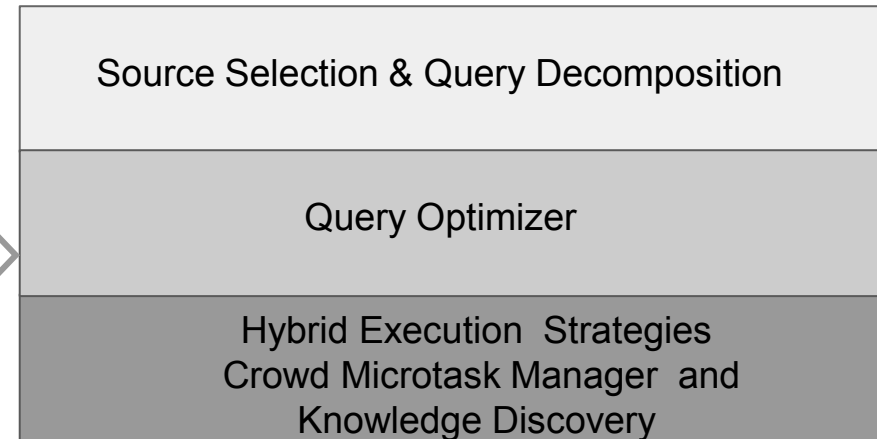 Source Selection & Query Decomposition
Query Optimizer
Hybrid Execution Strategies
Crowd Microtask Manager and
Knowledge Discovery